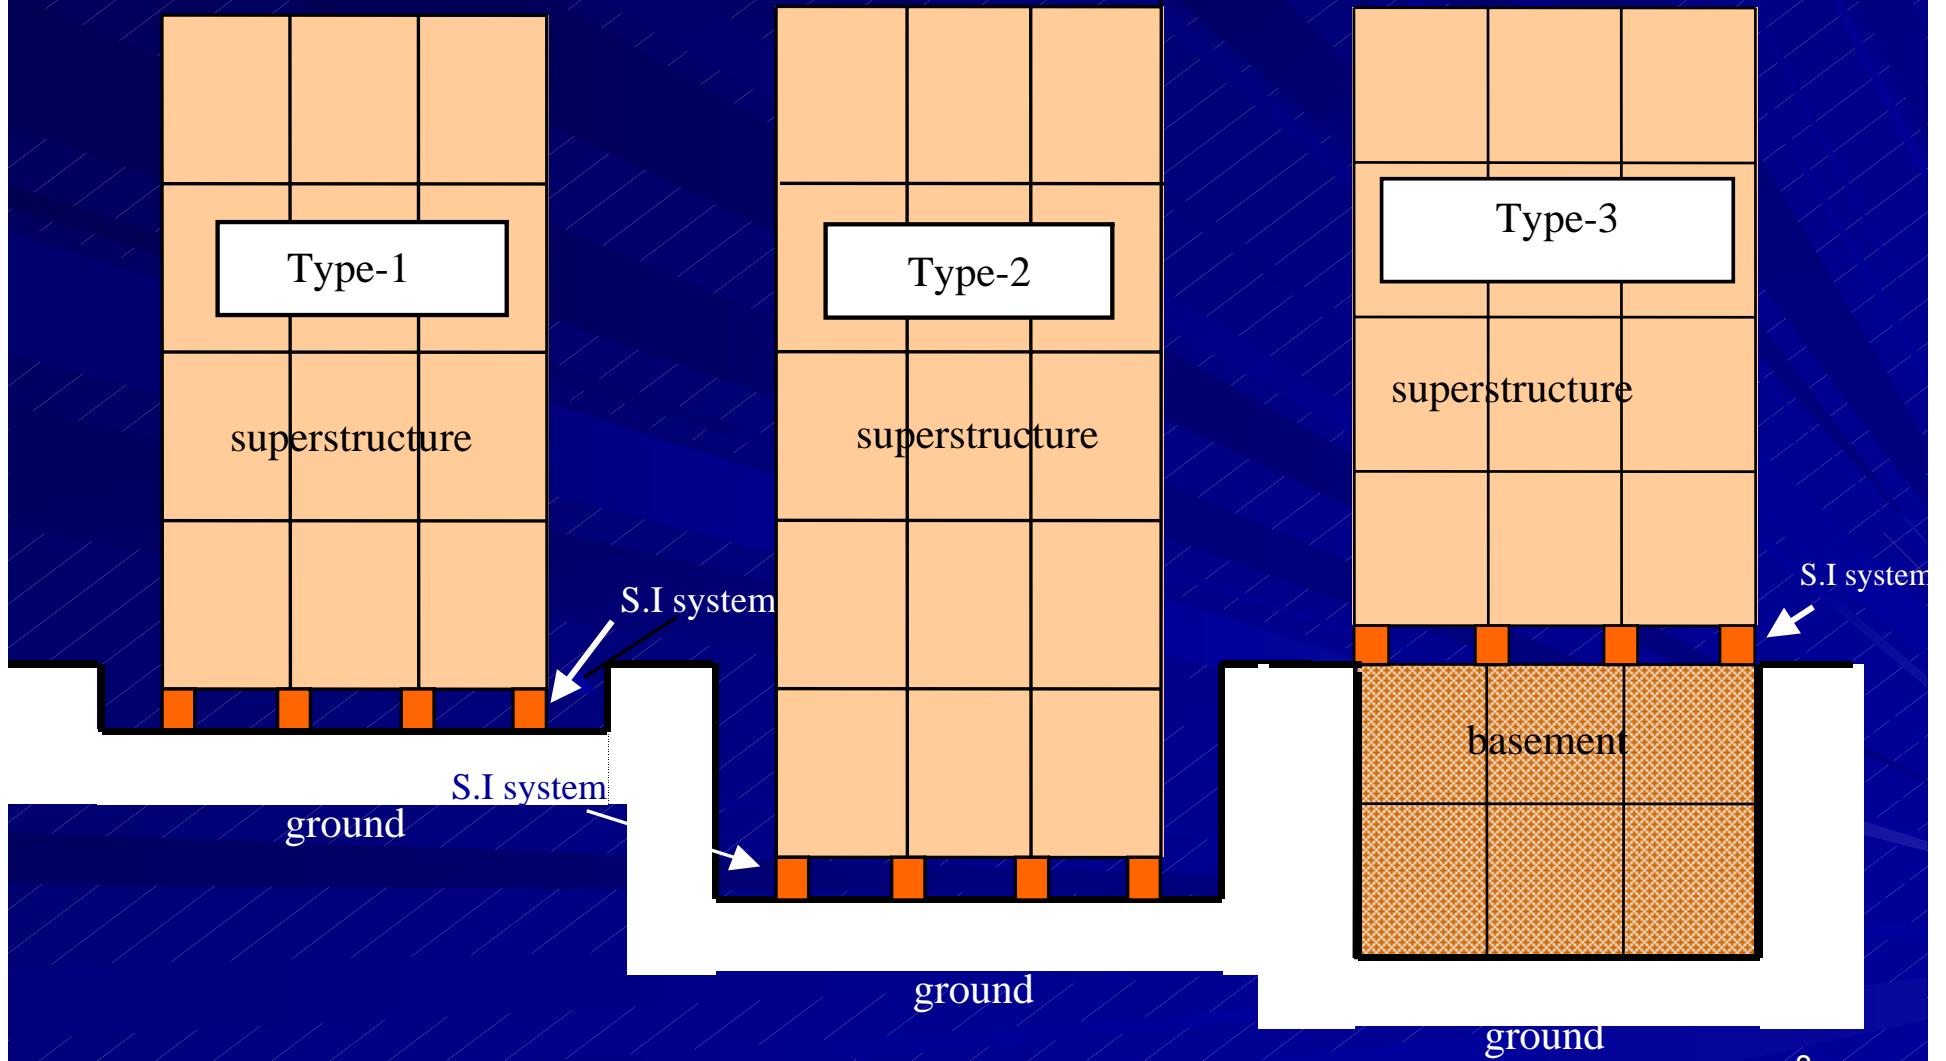 Type-1
Type-2
Type-3
superstructure
superstructure
superstructure
S.I system
S.I system
S.I system
basement
ground
ground
ground